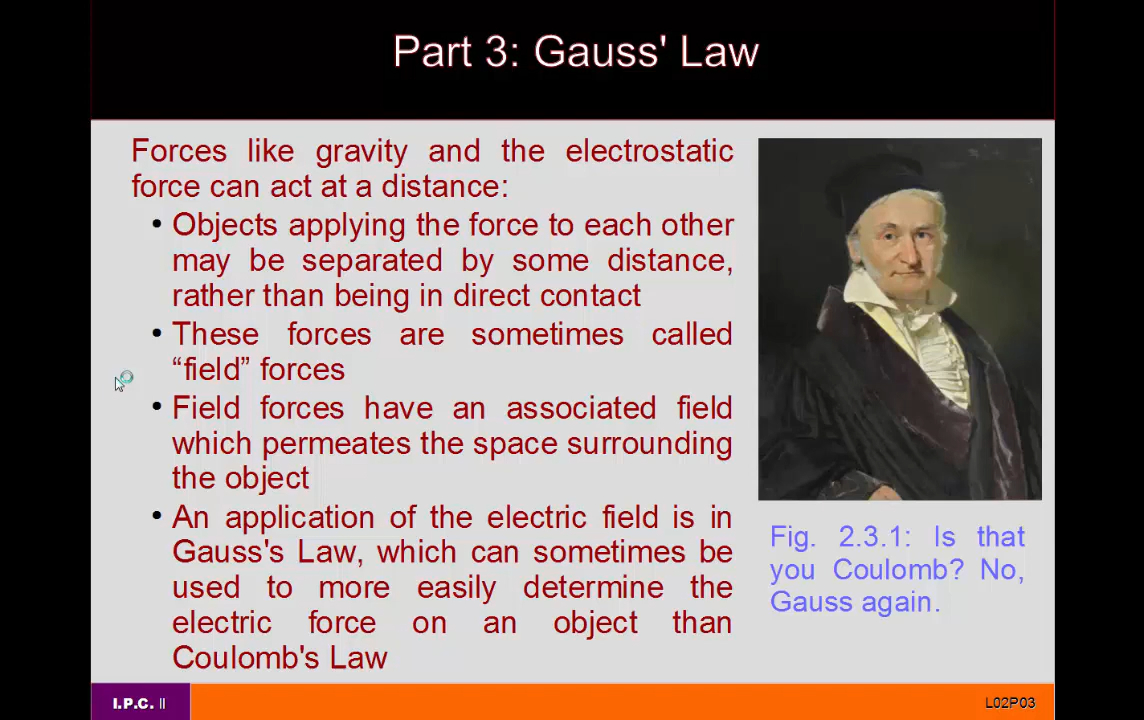 Part 3: Gauss' Law
Forces like gravity and the electrostatic
force can act at a distance:
• Objects applying the force to each other
may be separated by some distance,
rather than being in direct contact
• These forces are sometimes called
“field” forces
• Field forces have an associated field
which permeates the space surrounding
the object
• An application of the electric field is in
Gauss's Law, which can sometimes be
used to more easily determine the
electric force on an object than
Coulomb's Law
Fig. 2.3.1: Is that
you Coulomb? No,
Gauss again.
I.P.C. II
L02P03